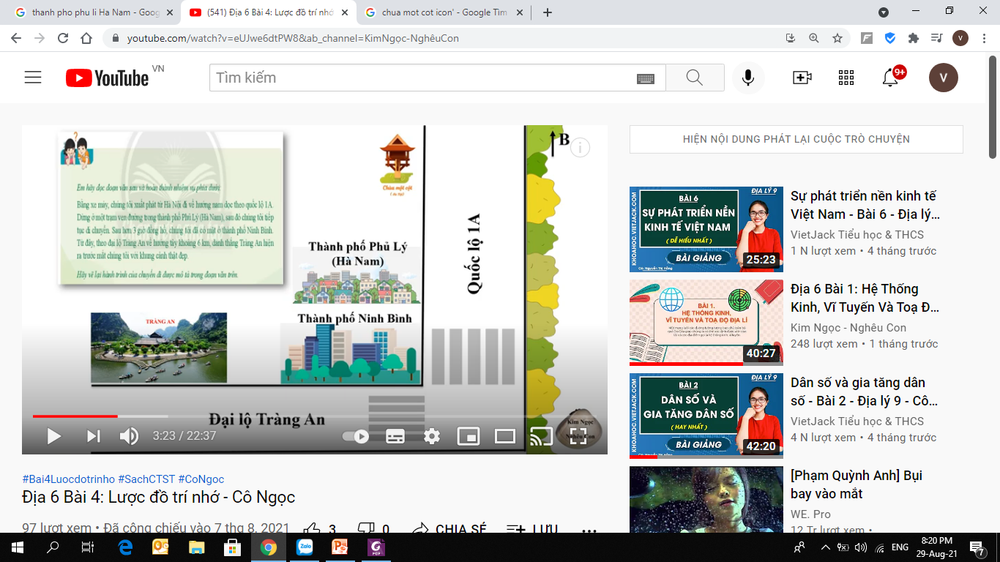 thanh pho phu li Ha Nam - Goog
(541) Địa 6 Bài 4: Lược đồ trí nhớ
chua mot cot icon' - Google Tim
youtube.com/watch?v=eUJwe6dtPW8&ab_channel=KimNgọc-NghêuCon
V
YouTube VN
Tìm kiếm
9+
V
Em hãy đọc đoạn văn sau và hoàn thành nhiệm vụ phía dưới:
Bằng xe máy, chúng tôi xuất phát từ Hà Nội đi về hướng nam dọc theo quốc lộ 1A.
Dừng ở một trạm ven đường trong thành phố Phủ Lý (Hà Nam), sau đó chúng tôi tiếp
tục di chuyển. Sau hơn 3 giờ đồng hồ, chúng tôi đã có mặt ở thành phố Ninh Bình.
Từ đây, theo đại lộ Tràng An về hướng tây khoảng 6 km, danh thắng Tràng An hiện
ra trước mắt chúng tôi với khung cảnh thật đẹp.
Hãy vẽ lại hành trình của chuyến đi được mô tả trong đoạn văn trên.
Chùa một cột
B
Quốc lộ 1A
Thành phố Phủ Lý
(Hà Nam)
TRÀNG AN
Thành phố Ninh Bình
Đại lộ Tràng An
Kim Ngọc
Nghêu Con
3:23 / 22:37
#Bai4Luocdotrinho #SachCTST #CoNgoc
Địa 6 Bài 4: Lược đồ trí nhớ - Cô Ngọc
97 lượt xem • Đã công chiếu vào 7 thg 8, 2021
3
0
CHIA SẺ
LƯU
HIỆN NỘI DUNG PHÁT LẠI CUỘC TRÒ CHUYỆN
KHOAHOC.VIETJACK.COM
BÀI 6
ĐỊA LÝ 9
SỰ PHÁT TRIỂN NỀN
KINH TẾ VIỆT NAM
( DỄ HIỂU NHẤT )
BÀI GIẢNG
Cô: Nguyễn Thị Hằng
25:23
Sự phát triển nền kinh tế
Việt Nam - Bài 6 - Địa lý...
VietJack Tiểu học & THCS
1 N lượt xem • 4 tháng trước
BÀI 1.
HỆ THỐNG KINH,
VĨ TUYẾN VÀ TOẠ ĐỘ ĐỊA LÍ
40:27
Địa 6 Bài 1: Hệ Thống
Kinh, Vĩ Tuyến Và Toạ Đ...
Kim Ngọc - Nghêu Con
248 lượt xem • 1 tháng trước
KHOAHOC.VIETJACK.COM
BÀI 2
ĐỊA LÝ 9
DÂN SỐ VÀ
GIA TĂNG DÂN SỐ
( HAY NHẤT )
BÀI GIẢNG
42:20
Dân số và gia tăng dân
số - Bài 2 - Địa lý 9 - Cô...
VietJack Tiểu học & THCS
4 N lượt xem • 4 tháng trước
[Phạm Quỳnh Anh] Bụi
bay vào mắt
WE. Pro
12 Tr lượt xem •
Zalo
PDF
ENG
8:20 PM
29-Aug-21
7